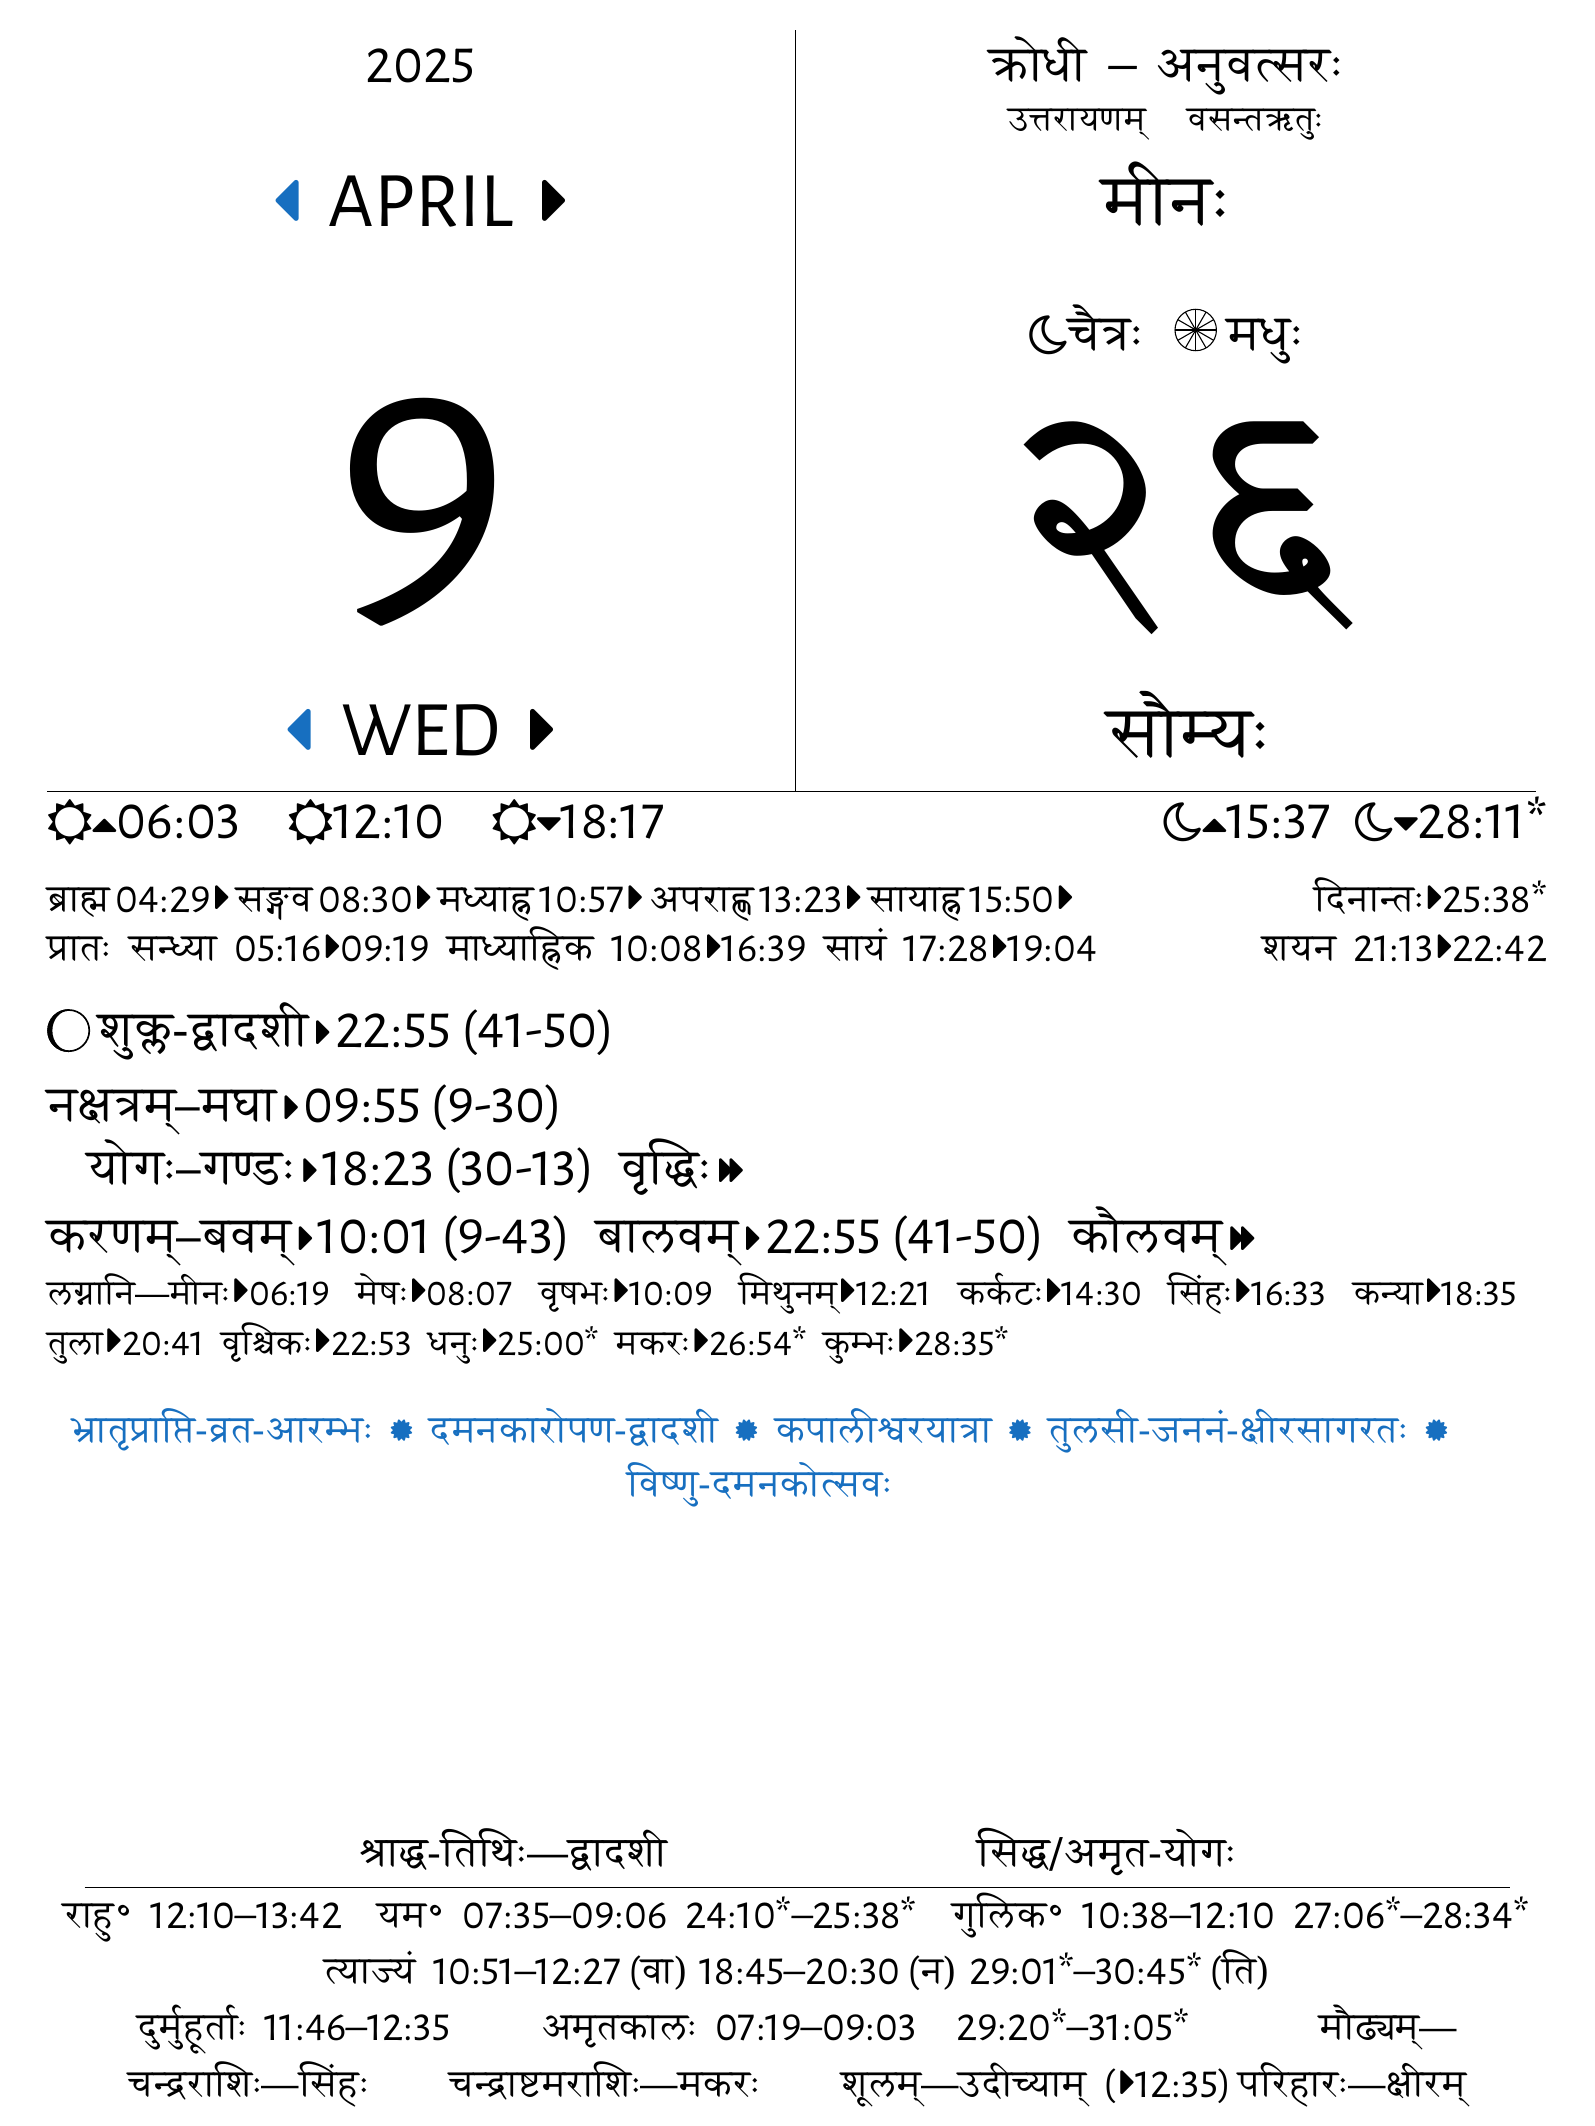 2025
APRIL
9
WED
क्रोधी – अनुवत्सरः
उत्तरायणम् वसन्तऋतुः
मीनः
चैत्रः मधुः
२६
सौम्यः
06:03 12:10 18:17 15:37 28:11*
ब्राह्म 04:29 सङ्गव 08:30 मध्याह्न 10:57 अपराह्ण 13:23 सायाह्न 15:50 दिनान्तः 25:38*
प्रातः सन्ध्या 05:16 09:19 माध्याह्निक 10:08 16:39 सायं 17:28 19:04 शयन 21:13 22:42
शुक्ल-द्वादशी 22:55 (41-50)
नक्षत्रम्–मघा 09:55 (9-30)
योगः–गण्डः 18:23 (30-13) वृद्धिः
करणम्–बवम् 10:01 (9-43) बालवम् 22:55 (41-50) कौलवम्
लग्नानि—मीनः 06:19 मेषः 08:07 वृषभः 10:09 मिथुनम् 12:21 कर्कटः 14:30 सिंहः 16:33 कन्या 18:35
तुला 20:41 वृश्चिकः 22:53 धनुः 25:00* मकरः 26:54* कुम्भः 28:35*
भ्रातृप्राप्ति-व्रत-आरम्भः दमनकारोपण-द्वादशी कपालीश्वरयात्रा तुलसी-जननं-क्षीरसागरतः
विष्णु-दमनकोत्सवः
श्राद्ध-तिथिः—द्वादशी सिद्ध/अमृत-योगः
राहु॰ 12:10–13:42 यम॰ 07:35–09:06 24:10*–25:38* गुलिक॰ 10:38–12:10 27:06*–28:34*
त्याज्यं 10:51–12:27 (वा) 18:45–20:30 (न) 29:01*–30:45* (ति)
दुर्मुहूर्ताः 11:46–12:35 अमृतकालः 07:19–09:03 29:20*–31:05* मौढ्यम्—
चन्द्रराशिः—सिंहः चन्द्राष्टमराशिः—मकरः शूलम्—उदीच्याम् (12:35) परिहारः—क्षीरम्